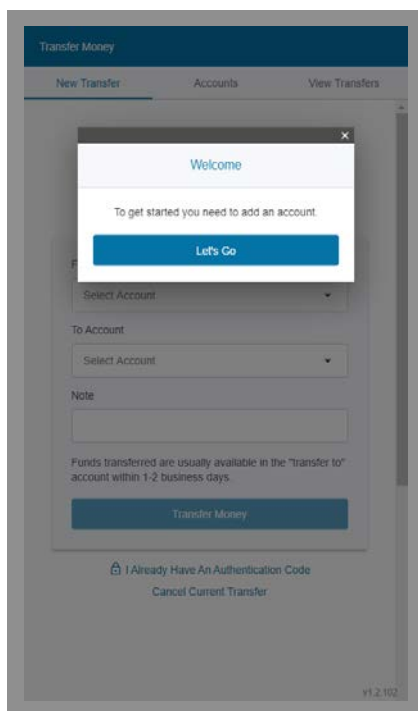 Transfer Money
New Transfer Accounts View Transfers
×
Welcome
To get started you need to add an account.
Let's Go
F
Select Account
To Account
Select Account
Note
Funds transferred are usually available in the "transfer to"
account within 1-2 business days.
Transfer Money
I Already Have An Authentication Code
Cancel Current Transfer
v1.2.102